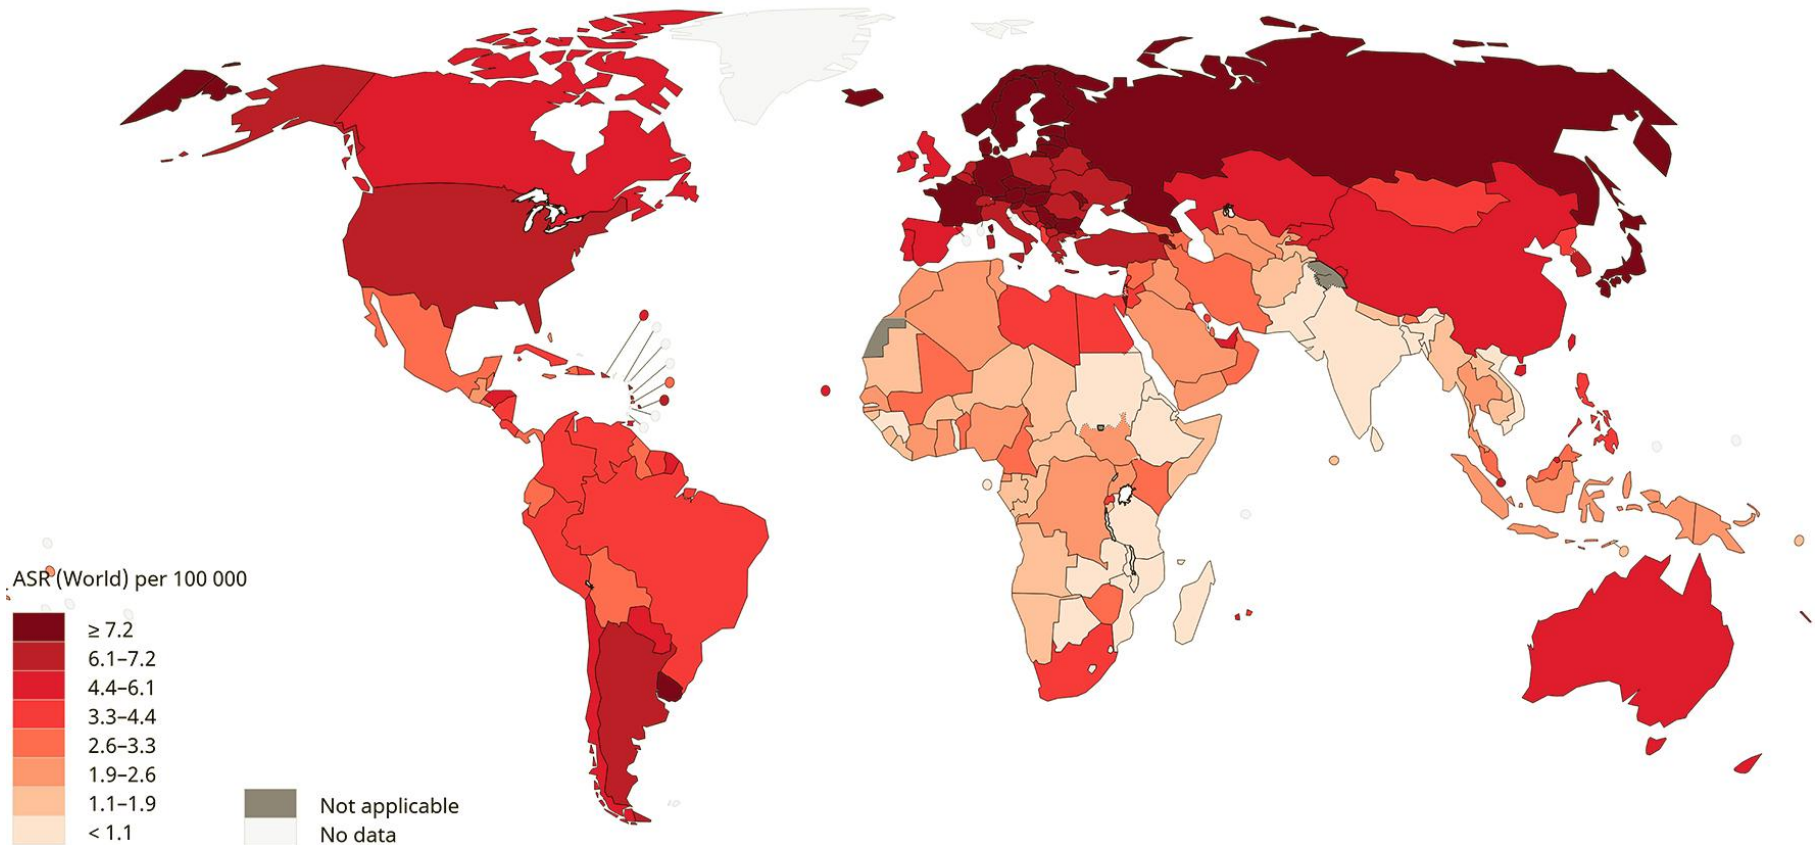 ASR (World) per 100 000
≥ 7.2
6.1–7.2
4.4–6.1
3.3–4.4
2.6–3.3
1.9–2.6
1.1–1.9
< 1.1
Not applicable
No data